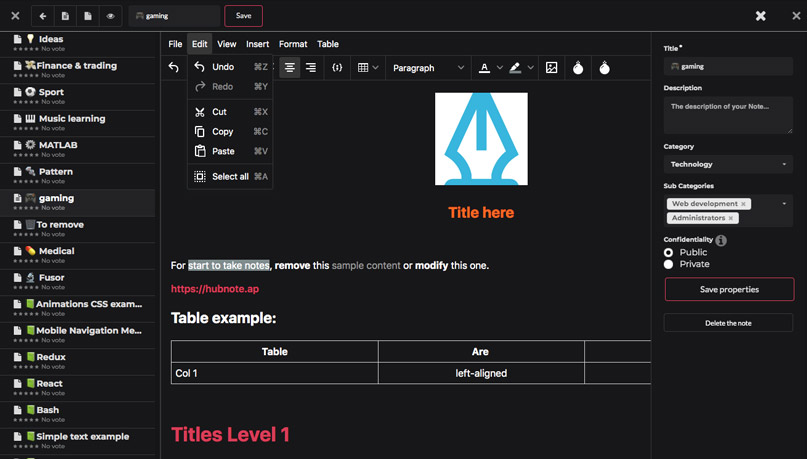 gaming
Save
Ideas
★★★★★ No vote
Finance & trading
★★★★★ No vote
Sport
★★★★★ No vote
Music learning
★★★★★ No vote
MATLAB
★★★★★ No vote
Pattern
★★★★★ No vote
gaming
★★★★★ No vote
To remove
★★★★★ No vote
Medical
★★★★★ No vote
Fusor
★★★★★ No vote
Animations CSS exam...
★★★★★ No vote
Mobile Navigation Me...
★★★★★ No vote
Redux
★★★★★ No vote
React
★★★★★ No vote
Bash
★★★★★ No vote
Simple text example
★★★★★ No vote
File Edit View Insert Format Table
Undo ⌘Z
Redo ⌘Y
Cut ⌘X
Copy ⌘C
Paste ⌘V
Select all ⌘A
Paragraph
A
Title here
For start to take notes, remove this sample content or modify this one.
https://hubnote.ap
Table example:
Table Are
Col 1 left-aligned
Titles Level 1
Title *
gaming
Description
The description of your Note...
Category
Technology
Sub Categories
Web development ×
Administrators ×
Confidentiality i
Public
Private
Save properties
Delete the note